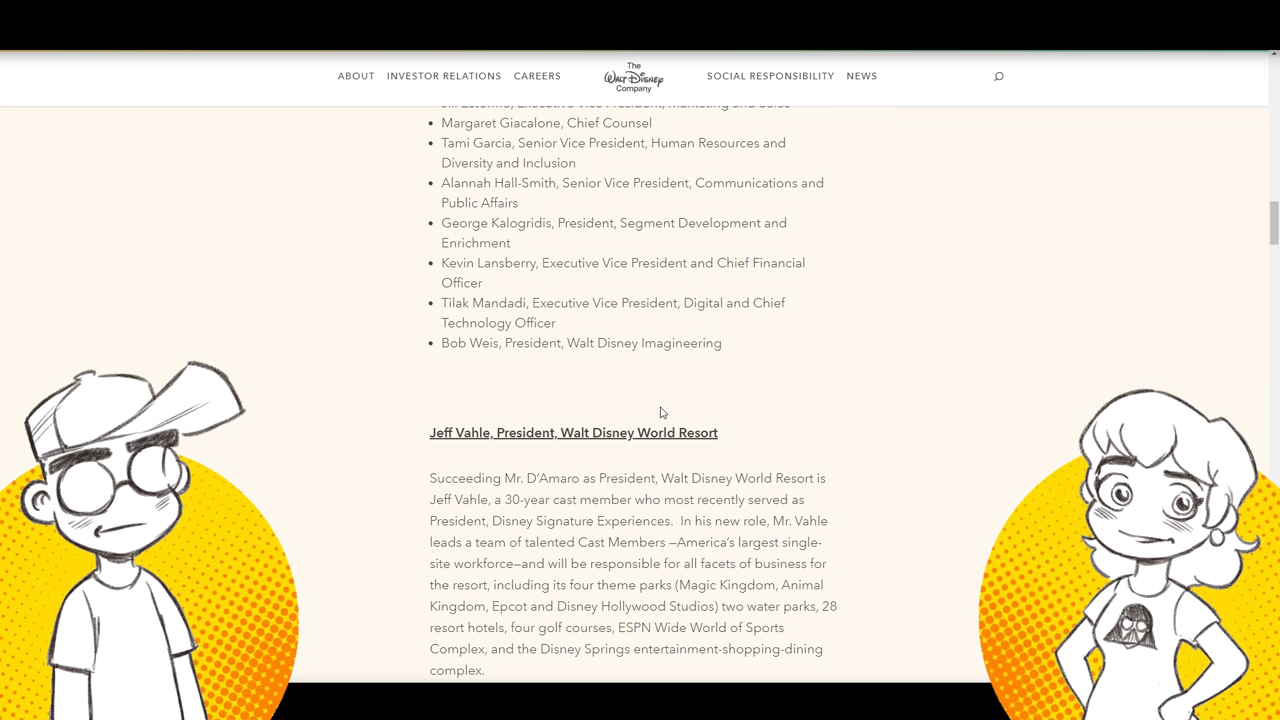 ABOUT INVESTOR RELATIONS CAREERS The Walt Disney Company SOCIAL RESPONSIBILITY NEWS
Executive Vice President, Marketing and Sales
• Margaret Giacalone, Chief Counsel
• Tami Garcia, Senior Vice President, Human Resources and
Diversity and Inclusion
• Alannah Hall-Smith, Senior Vice President, Communications and
Public Affairs
• George Kalogridis, President, Segment Development and
Enrichment
• Kevin Lansberry, Executive Vice President and Chief Financial
Officer
• Tilak Mandadi, Executive Vice President, Digital and Chief
Technology Officer
• Bob Weis, President, Walt Disney Imagineering
Jeff Vahle, President, Walt Disney World Resort
Succeeding Mr. D’Amaro as President, Walt Disney World Resort is
Jeff Vahle, a 30-year cast member who most recently served as
President, Disney Signature Experiences. In his new role, Mr. Vahle
leads a team of talented Cast Members —America’s largest single-
site workforce—and will be responsible for all facets of business for
the resort, including its four theme parks (Magic Kingdom, Animal
Kingdom, Epcot and Disney Hollywood Studios) two water parks, 28
resort hotels, four golf courses, ESPN Wide World of Sports
Complex, and the Disney Springs entertainment-shopping-dining
complex.